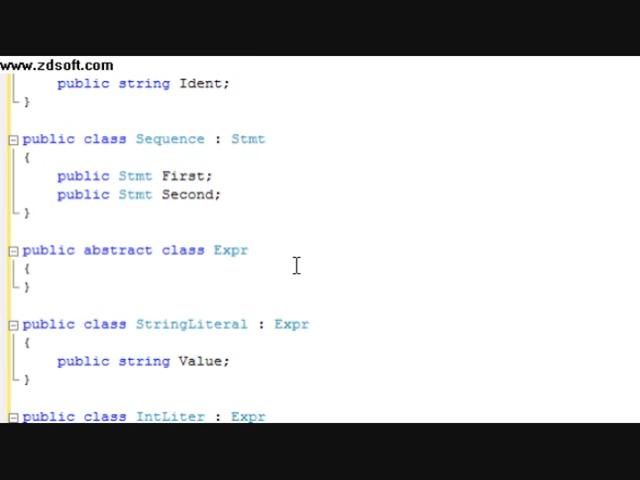 www.zdsoft.com
public string Ident;
}
public class Sequence : Stmt
{
public Stmt First;
public Stmt Second;
}
public abstract class Expr
{
}
public class StringLiteral : Expr
{
public string Value;
}
public class IntLiter : Expr